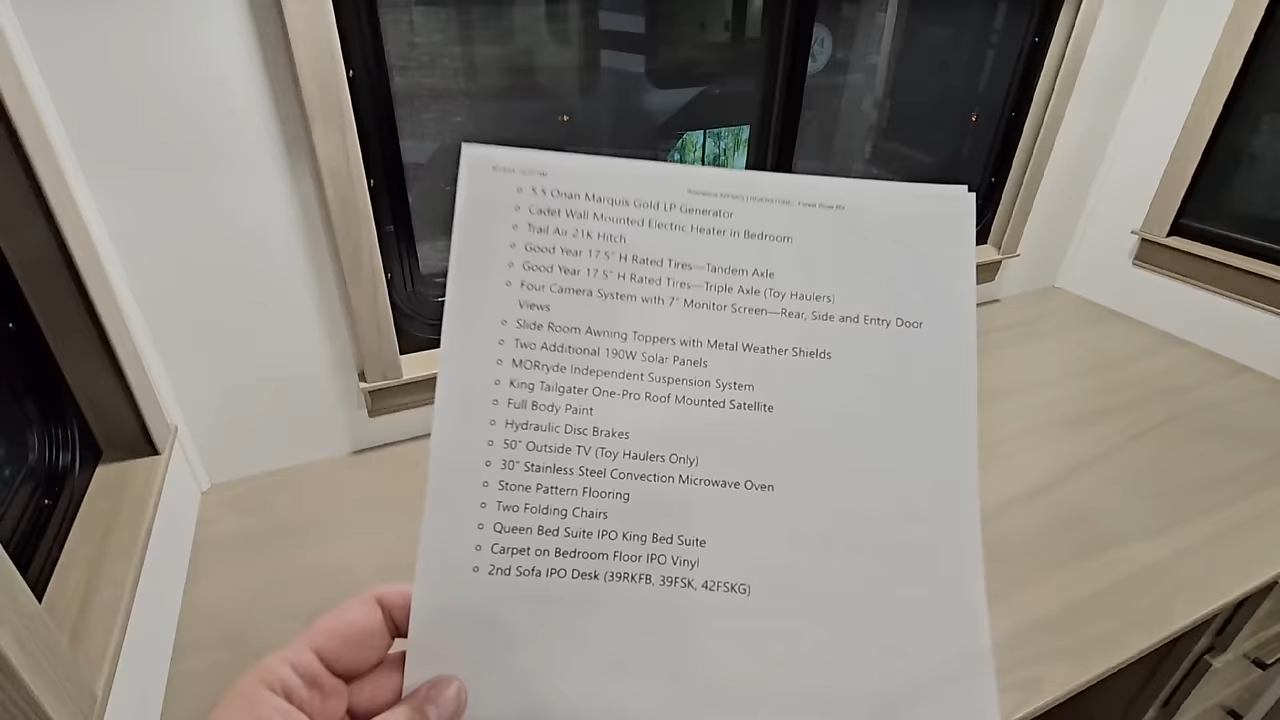 5.5 Onan Marquis Gold LP Generator
Cadet Wall Mounted Electric Heater in Bedroom
Trail Air 21K Hitch
Good Year 17.5" H Rated Tires—Tandem Axle
Good Year 17.5" H Rated Tires—Triple Axle (Toy Haulers)
Four Camera System with 7" Monitor Screen—Rear, Side and Entry Door
Views
Slide Room Awning Toppers with Metal Weather Shields
Two Additional 190W Solar Panels
MORryde Independent Suspension System
King Tailgater One-Pro Roof Mounted Satellite
Full Body Paint
Hydraulic Disc Brakes
50" Outside TV (Toy Haulers Only)
30" Stainless Steel Convection Microwave Oven
Stone Pattern Flooring
Two Folding Chairs
Queen Bed Suite IPO King Bed Suite
Carpet on Bedroom Floor IPO Vinyl
2nd Sofa IPO Desk (39RKFB, 39FSK, 42FSKG)